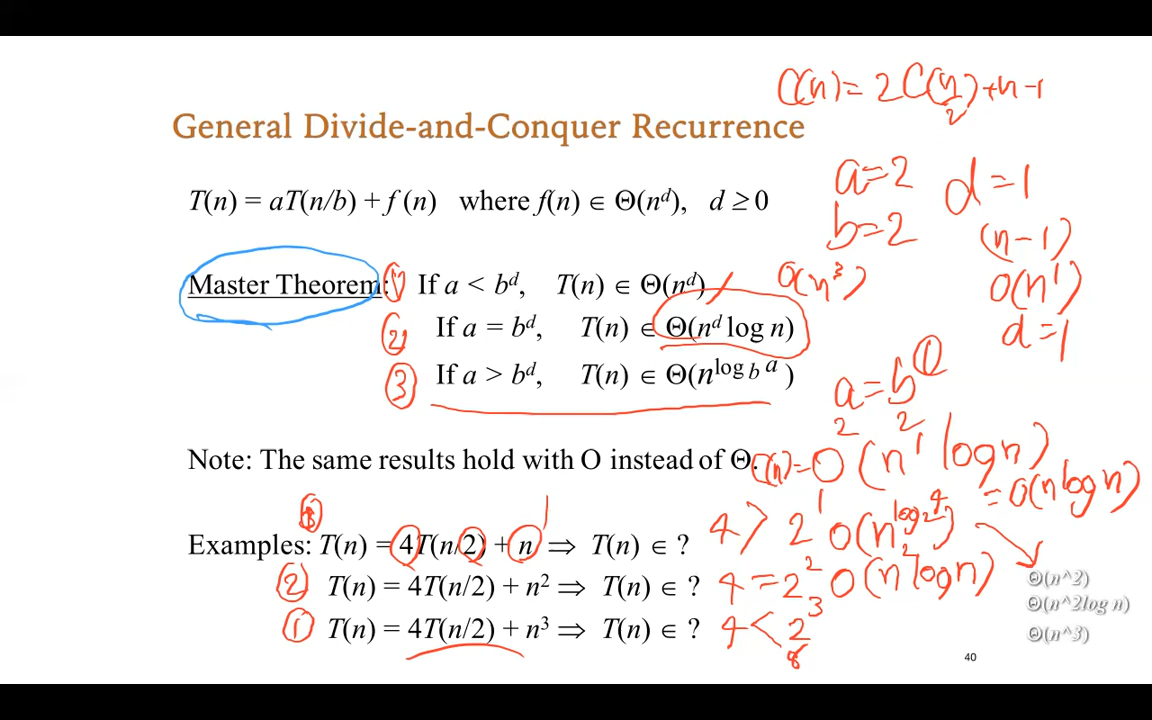 C(n) = 2C(n/2) + n - 1
General Divide-and-Conquer Recurrence
a = 2 d = 1
T(n) = aT(n/b) + f (n) where f(n) ∈ Θ(n^d), d ≥ 0
b = 2 (n - 1)
Master Theorem: ① If a < b^d, T(n) ∈ Θ(n^d) O(n^3) O(n^1)
② If a = b^d, T(n) ∈ Θ(n^d log n) d = 1
③ If a > b^d, T(n) ∈ Θ(n^log b a )
a = b^①
2 2
Note: The same results hold with O instead of Θ. C(n) = O(n^1 log n)
= O(n log n)
Examples: T(n) = 4T(n/2) + n ⇒ T(n) ∈ ? 4 > 2^1 O(n^log2 4)
② T(n) = 4T(n/2) + n^2 ⇒ T(n) ∈ ? 4 = 2^2 O(n^2 log n) Θ(n^2)
Θ(n^2log n)
① T(n) = 4T(n/2) + n^3 ⇒ T(n) ∈ ? 4 < 2^3 Θ(n^3)
8
40